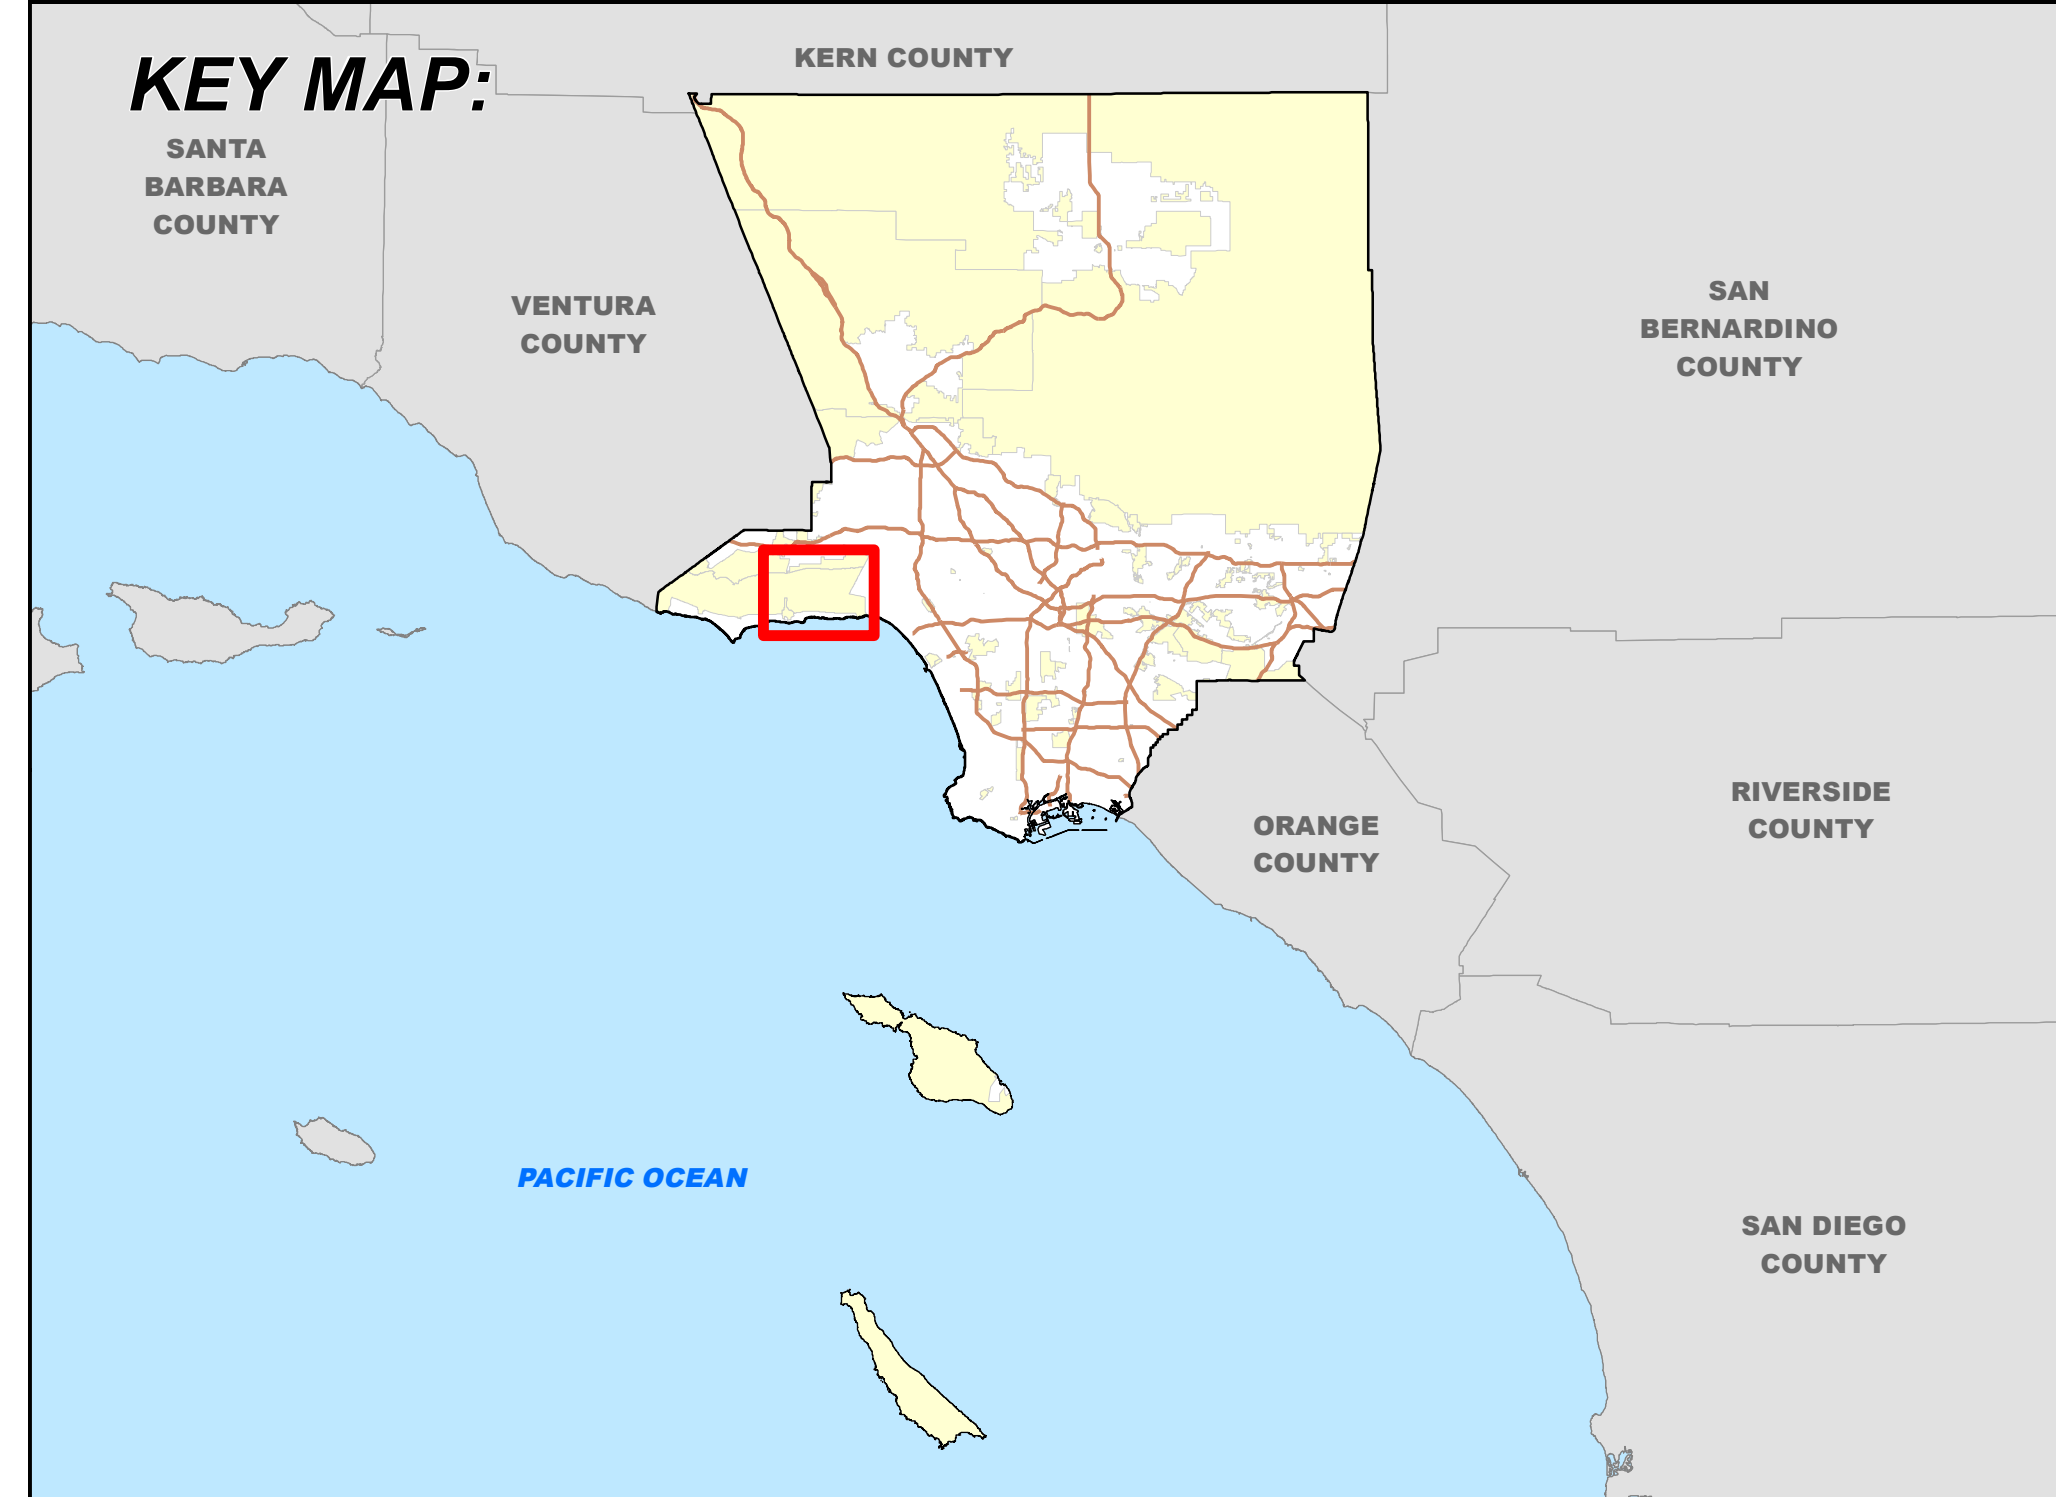 KEY MAP:
KERN COUNTY
SANTA
BARBARA
COUNTY
VENTURA
COUNTY
SAN
BERNARDINO
COUNTY
RIVERSIDE
COUNTY
ORANGE
COUNTY
PACIFIC OCEAN
SAN DIEGO
COUNTY